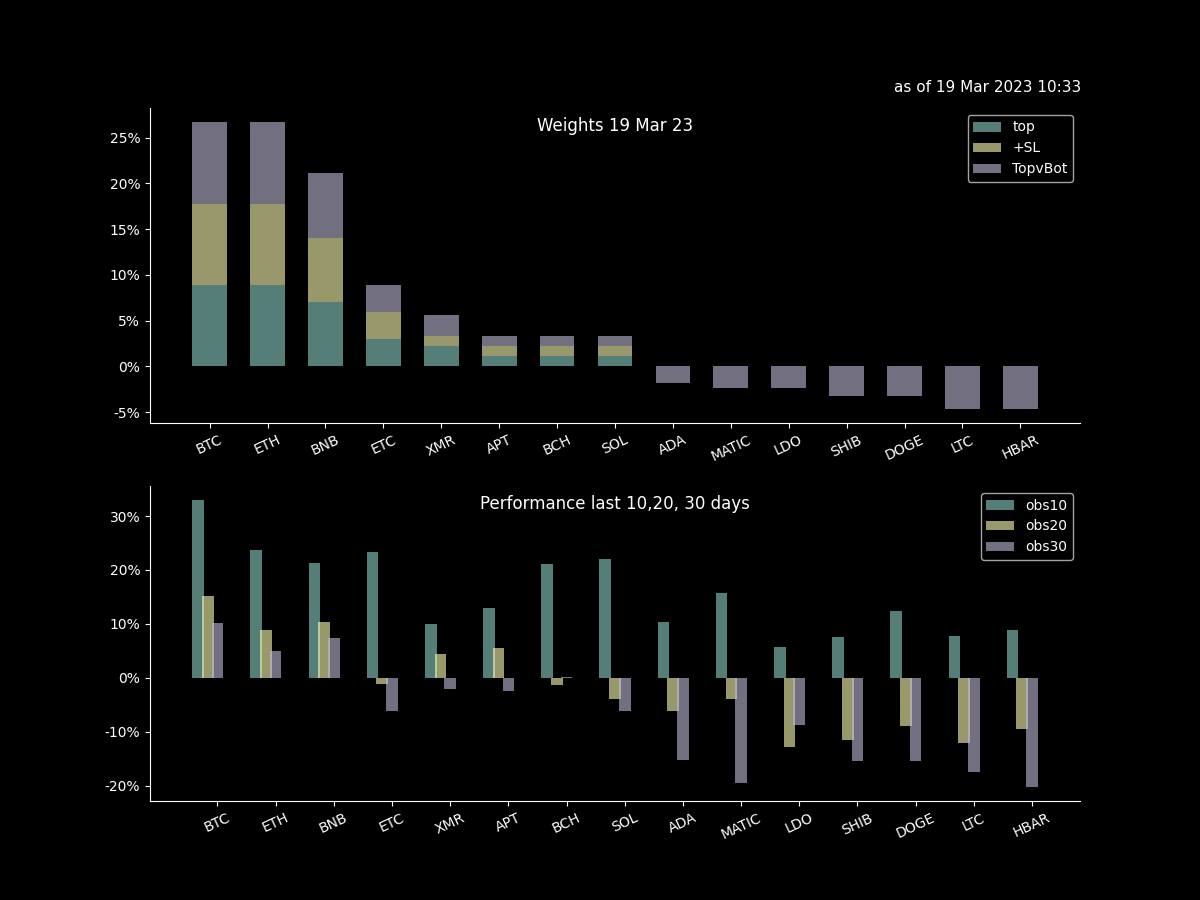 as of 19 Mar 2023 10:33
Weights 19 Mar 23
top
+SL
TopvBot
25%
20%
15%
10%
5%
0%
-5%
BTC ETH BNB ETC XMR APT BCH SOL ADA MATIC LDO SHIB DOGE LTC HBAR
Performance last 10,20, 30 days
obs10
obs20
obs30
30%
20%
10%
0%
-10%
-20%
BTC ETH BNB ETC XMR APT BCH SOL ADA MATIC LDO SHIB DOGE LTC HBAR